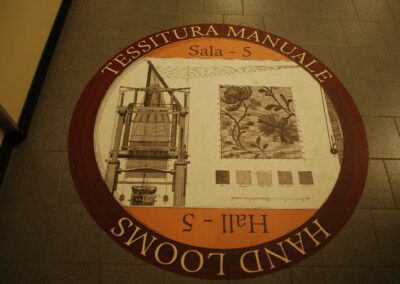 TESSITURA MANUALE
Sala - 5
Hall - 5
HAND LOOMS